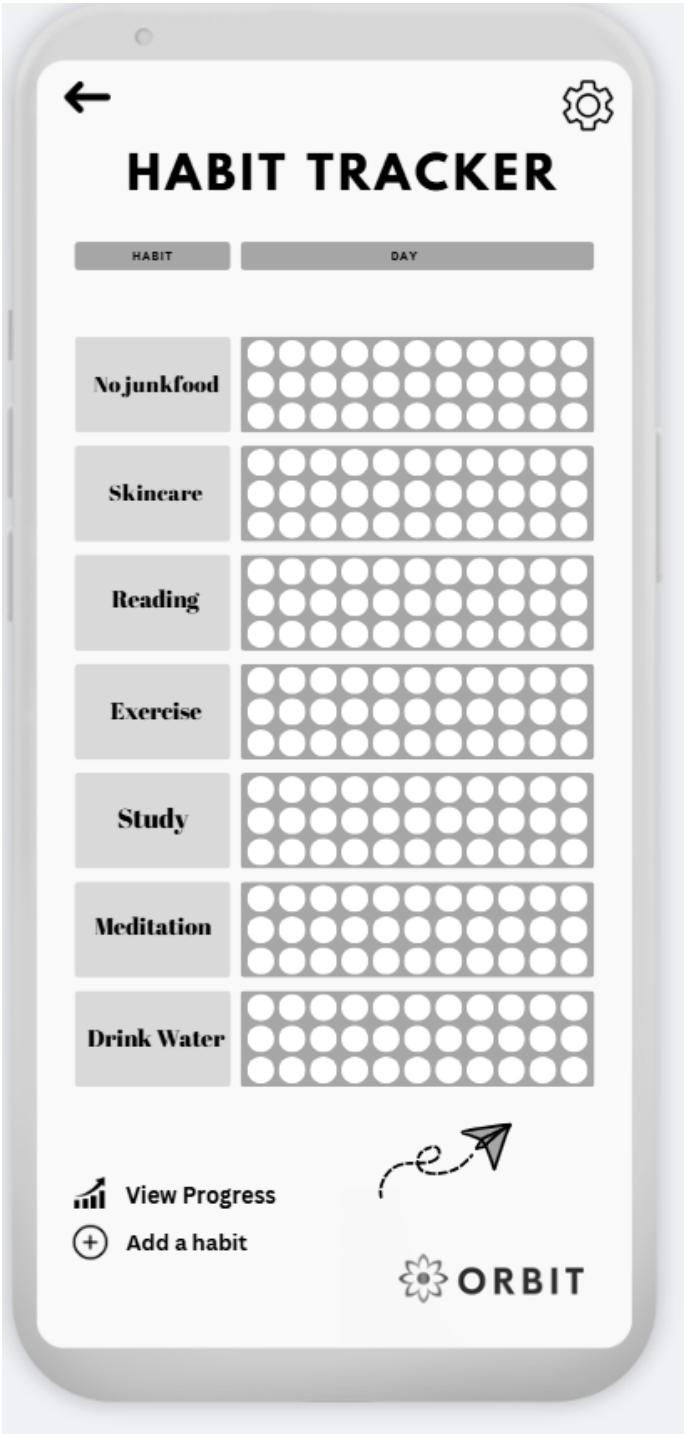 HABIT TRACKER
HABIT DAY
No junkfood
Skincare
Reading
Exercise
Study
Meditation
Drink Water
View Progress
Add a habit
ORBIT